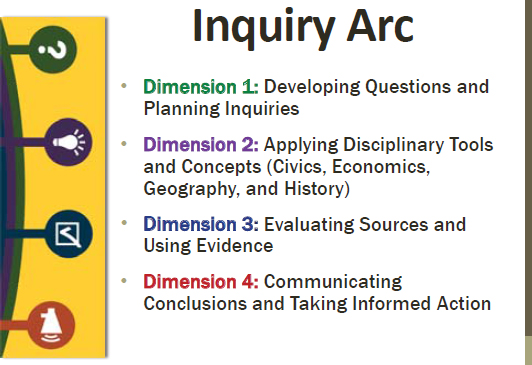 Inquiry Arc
• Dimension 1: Developing Questions and
Planning Inquiries
• Dimension 2: Applying Disciplinary Tools
and Concepts (Civics, Economics,
Geography, and History)
• Dimension 3: Evaluating Sources and
Using Evidence
• Dimension 4: Communicating
Conclusions and Taking Informed Action
?